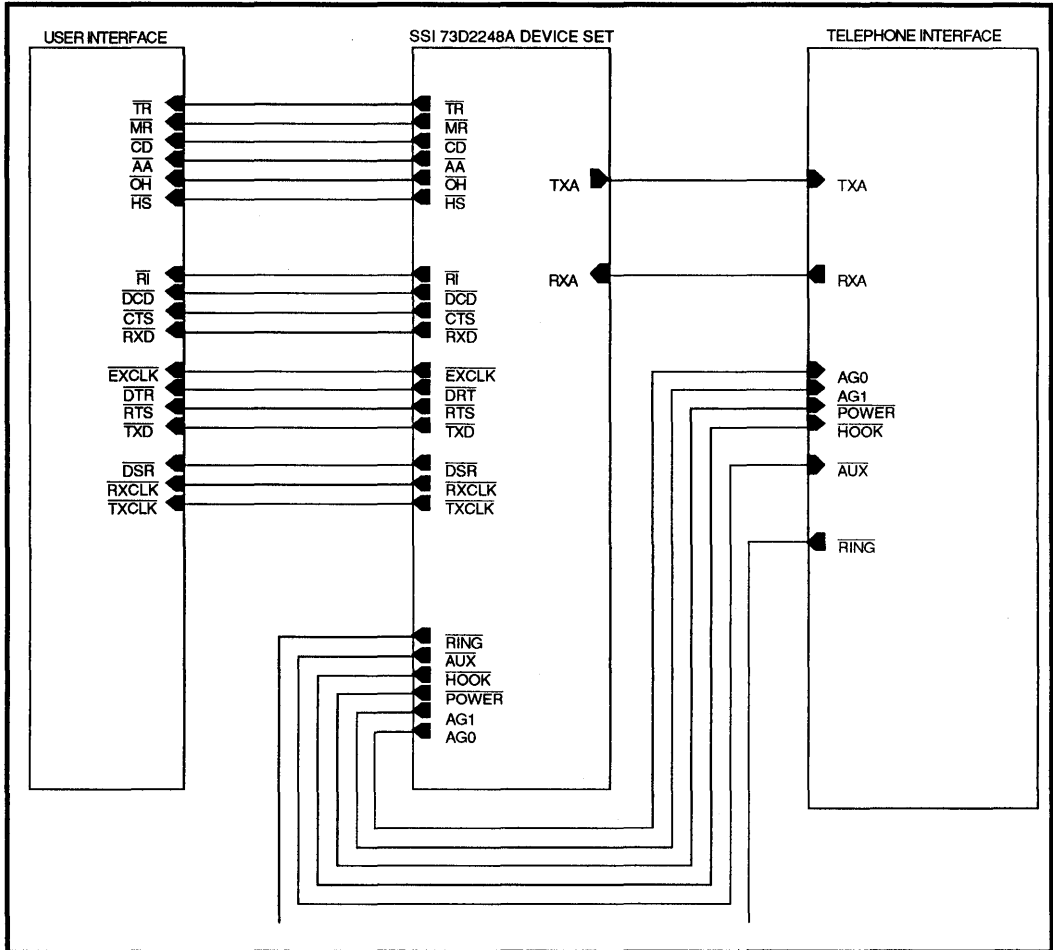 USER INTERFACE
SSI 73D2248A DEVICE SET
TELEPHONE INTERFACE
TR
MR
CD
AA
OH
HS
RI
DCD
CTS
RXD
EXCLK
DTR
RTS
TXD
DSR
RXCLK
TXCLK
TR
MR
CD
AA
OH
HS
RI
DCD
CTS
RXD
EXCLK
DRT
RTS
TXD
DSR
RXCLK
TXCLK
RING
AUX
HOOK
POWER
AG1
AG0
TXA
RXA
TXA
RXA
AG0
AG1
POWER
HOOK
AUX
RING